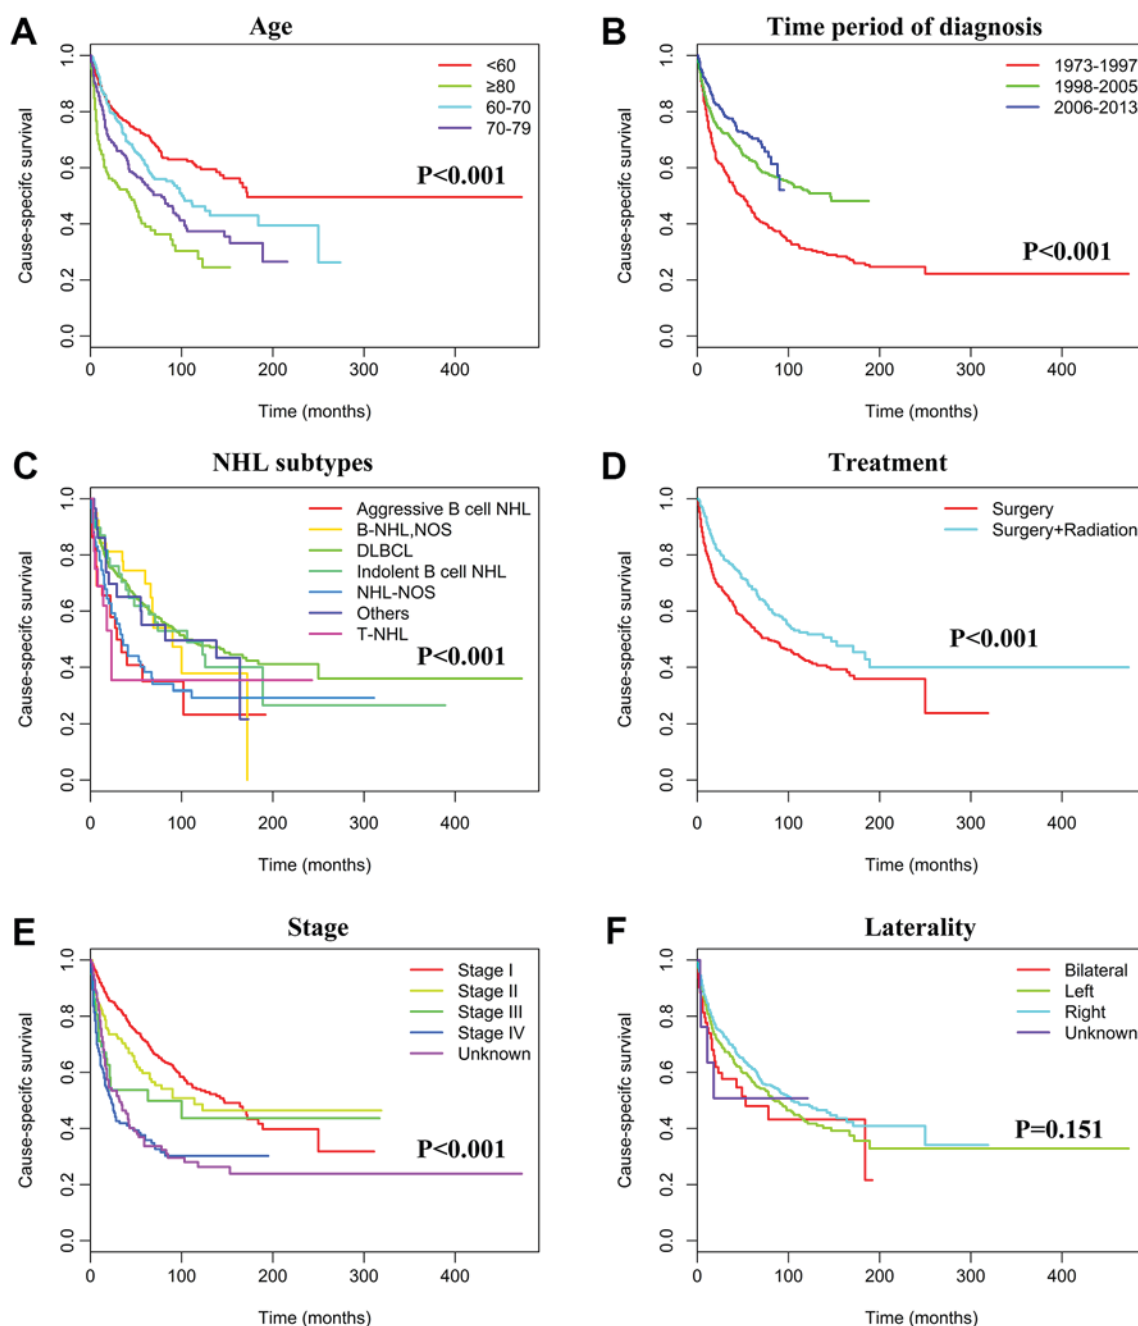 A
Age
1.0
0.8
0.6
0.4
0.2
0.0
Cause-specifc survival
<60
≥80
60-70
70-79
P<0.001
0 100 200 300 400
Time (months)
B
Time period of diagnosis
1.0
0.8
0.6
0.4
0.2
0.0
Cause-specifc survival
1973-1997
1998-2005
2006-2013
P<0.001
0 100 200 300 400
Time (months)
C
NHL subtypes
1.0
0.8
0.6
0.4
0.2
0.0
Cause-specifc survival
Aggressive B cell NHL
B-NHL,NOS
DLBCL
Indolent B cell NHL
NHL-NOS
Others
T-NHL
P<0.001
0 100 200 300 400
Time (months)
D
Treatment
1.0
0.8
0.6
0.4
0.2
0.0
Cause-specifc survival
Surgery
Surgery+Radiation
P<0.001
0 100 200 300 400
Time (months)
E
Stage
1.0
0.8
0.6
0.4
0.2
0.0
Cause-specifc survival
Stage I
Stage II
Stage III
Stage IV
Unknown
P<0.001
0 100 200 300 400
Time (months)
F
Laterality
1.0
0.8
0.6
0.4
0.2
0.0
Cause-specifc survival
Bilateral
Left
Right
Unknown
P=0.151
0 100 200 300 400
Time (months)